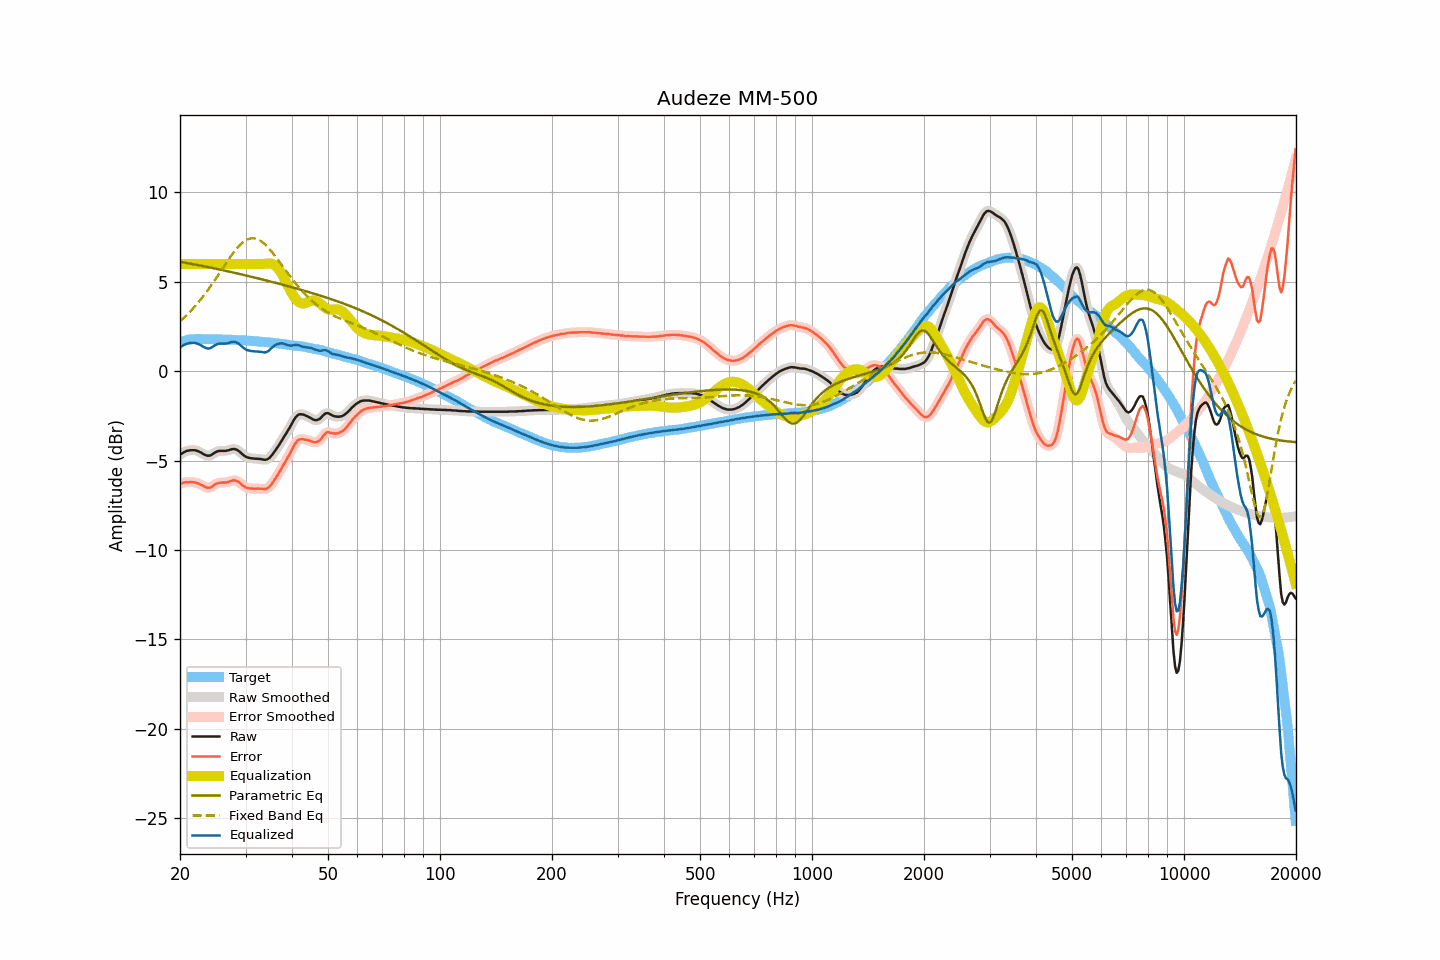 Audeze MM-500
Amplitude (dBr)
10
5
0
−5
−10
−15
−20
−25
Target
Raw Smoothed
Error Smoothed
Raw
Error
Equalization
Parametric Eq
Fixed Band Eq
Equalized
20 50 100 200 500 1000 2000 5000 10000 20000
Frequency (Hz)